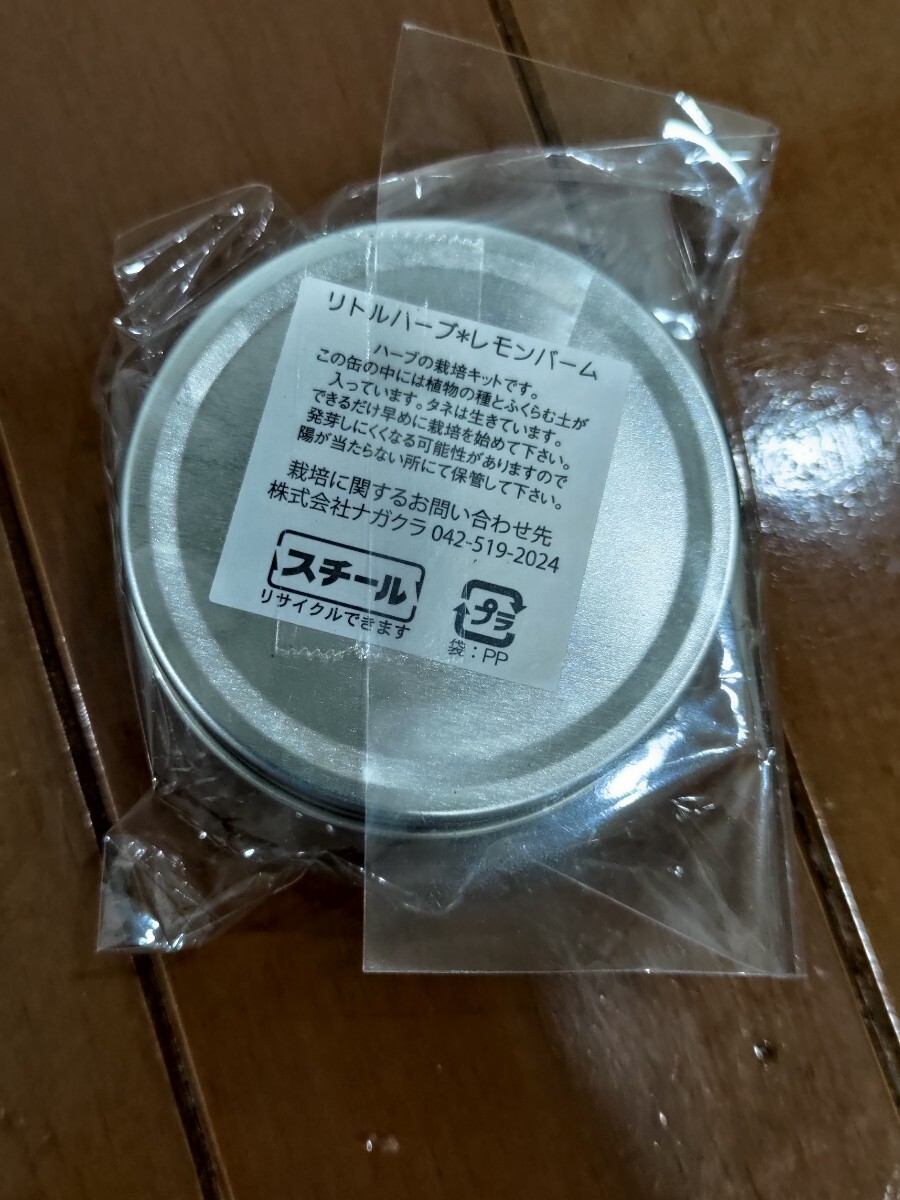 リトルハーブ*レモンバーム
ハーブの栽培キットです。
この缶の中には植物の種とふくらむ土が
入っています。タネは生きています。
できるだけ早めに栽培を始めて下さい。
発芽しにくくなる可能性がありますので
陽が当たらない所にて保管して下さい。
栽培に関するお問い合わせ先
株式会社ナガクラ 042-519-2024
スチール
リサイクルできます
プラ
袋：PP